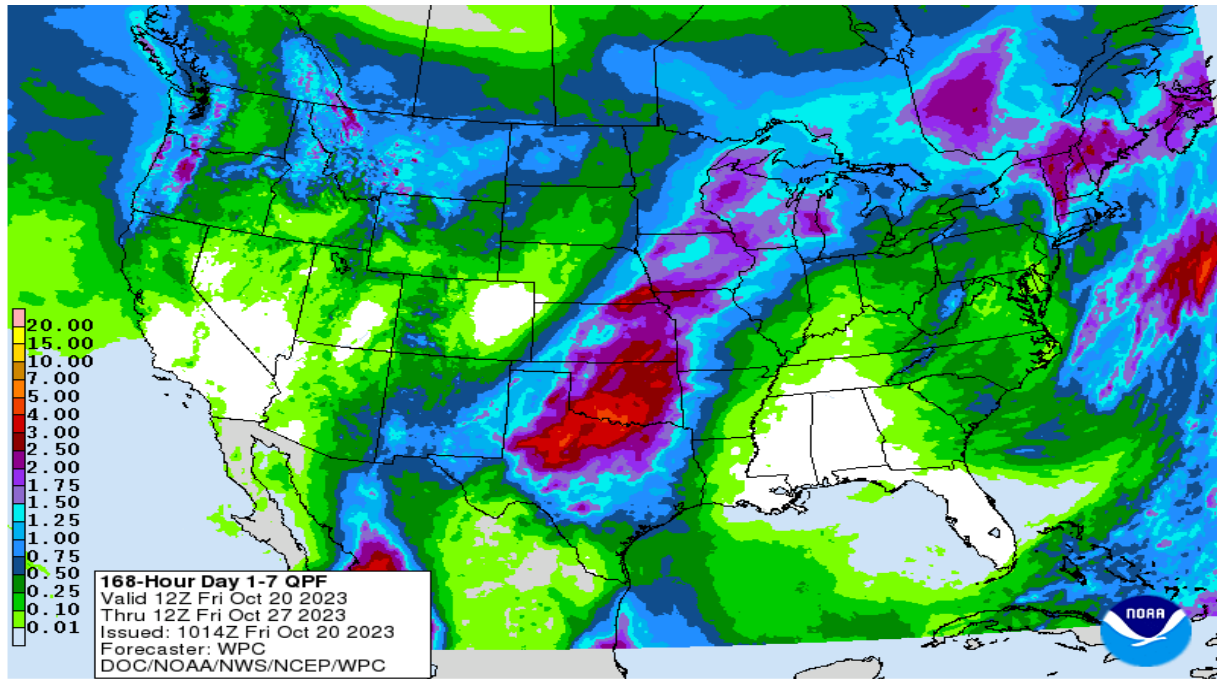 20.00
15.00
10.00
7.00
5.00
4.00
3.00
2.50
2.00
1.75
1.50
1.25
1.00
0.75
0.50
0.25
0.10
0.01
168-Hour Day 1-7 QPF
Valid 12Z Fri Oct 20 2023
Thru 12Z Fri Oct 27 2023
Issued: 1014Z Fri Oct 20 2023
Forecaster: WPC
DOC/NOAA/NWS/NCEP/WPC
NOAA